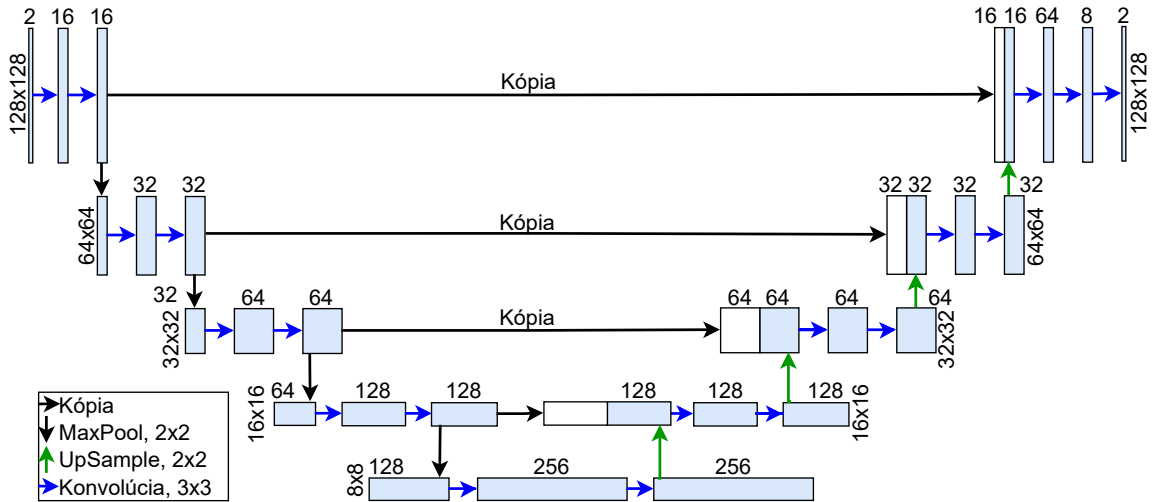 2 16 16 16 16 64 8 2
128x128 Kópia 128x128
32 32 32 32 32 32
64x64 Kópia 64x64
32 64 64 64 64 64 64
32x32 Kópia 32x32
64 128 128 128 128 128
16x16 16x16
128 256 256
8x8
Kópia
MaxPool, 2x2
UpSample, 2x2
Konvolúcia, 3x3